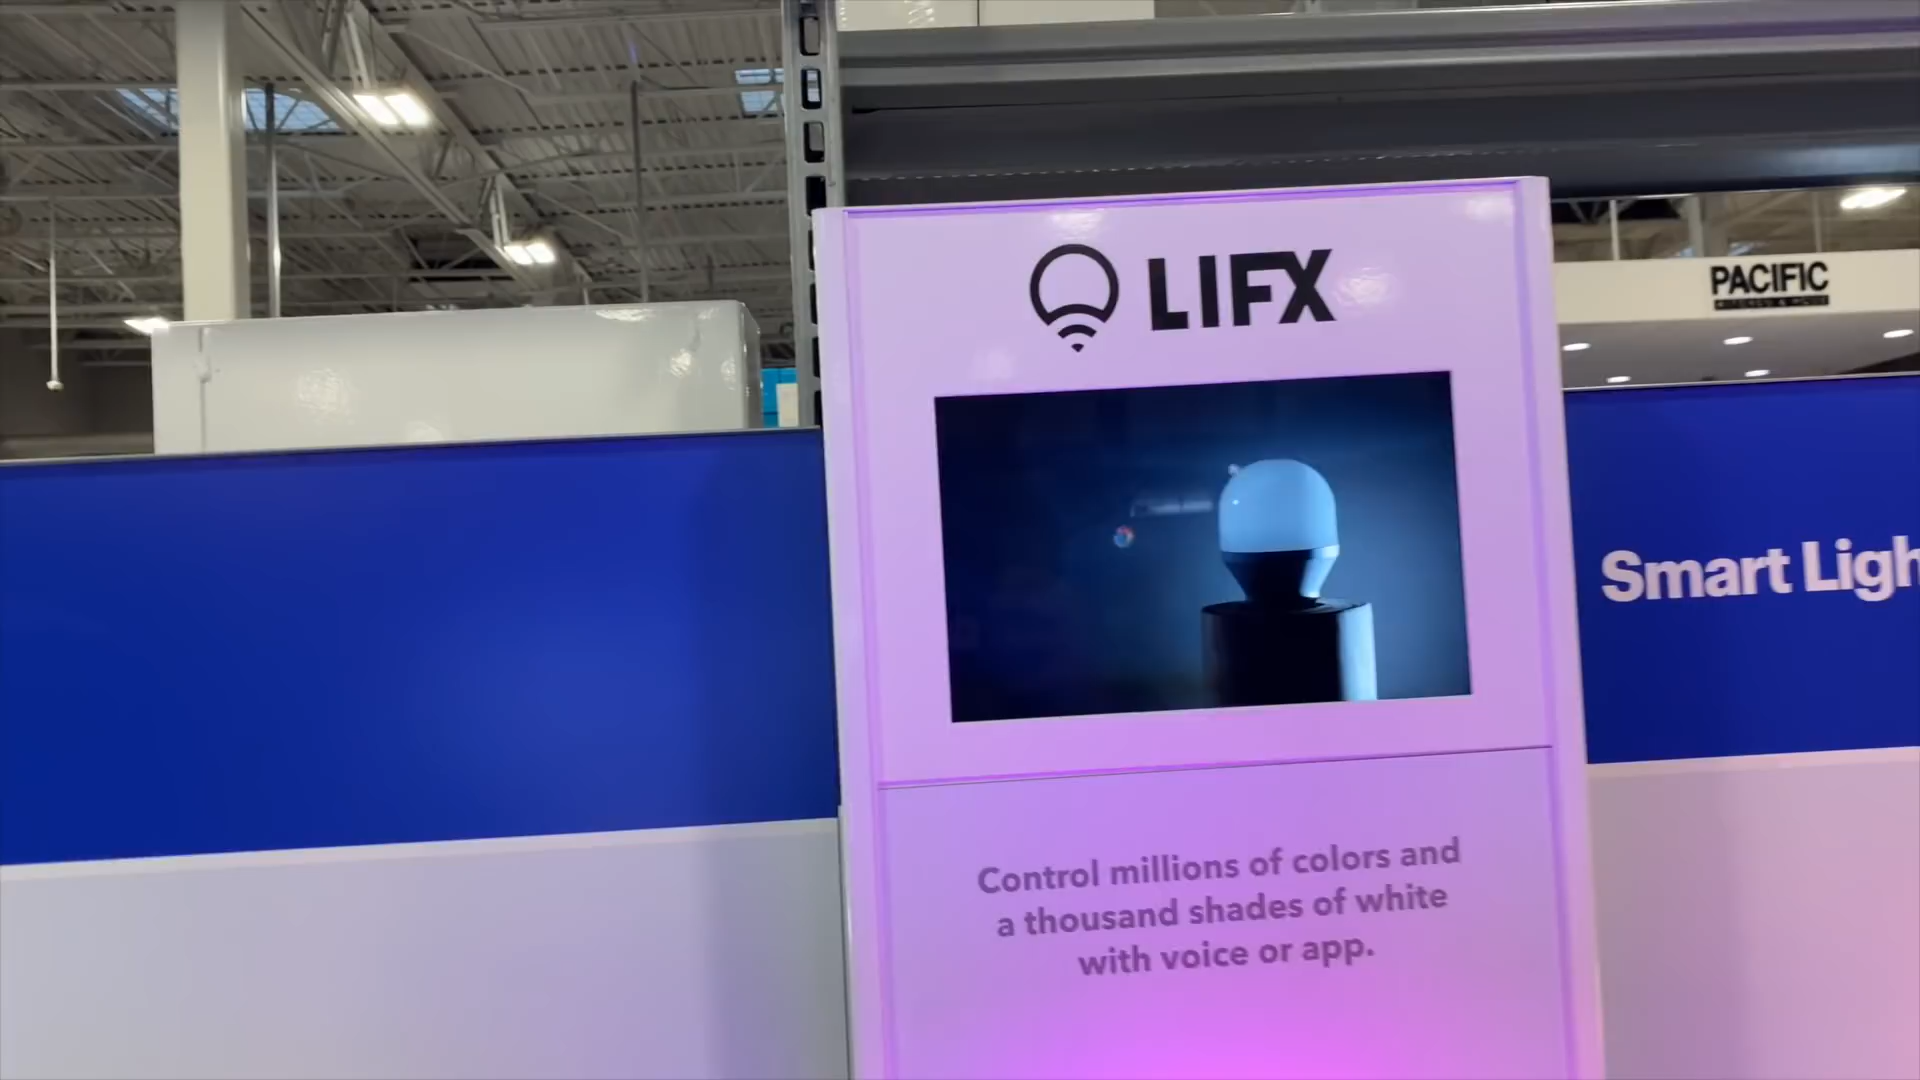 LIFX
PACIFIC
Smart Ligh
Control millions of colors and
a thousand shades of white
with voice or app.